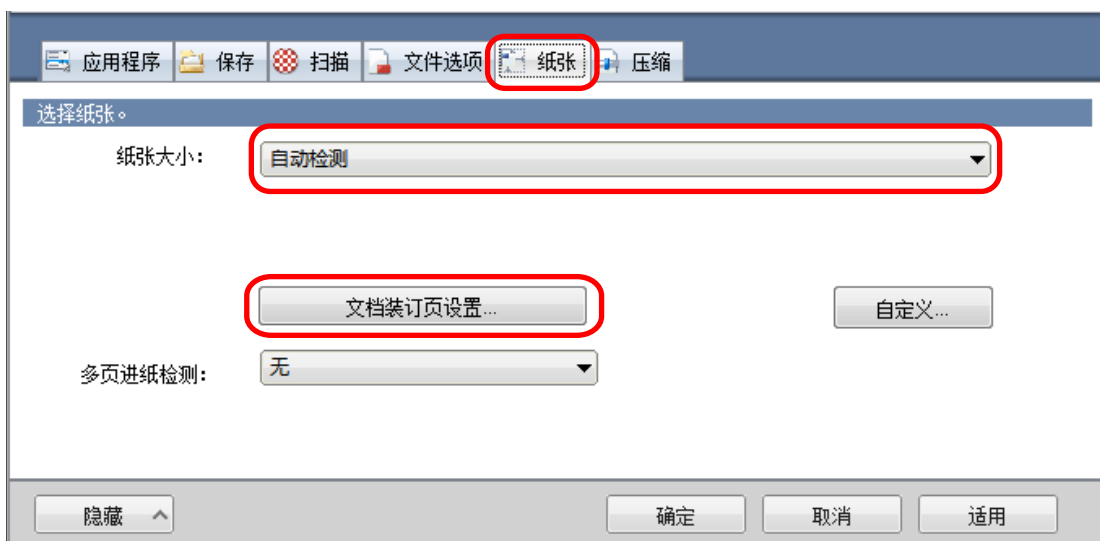 应用程序 保存 扫描 文件选项 纸张 压缩
选择纸张。
纸张大小: 自动检测
文档装订页设置... 自定义...
多页进纸检测: 无
隐藏 确定 取消 适用